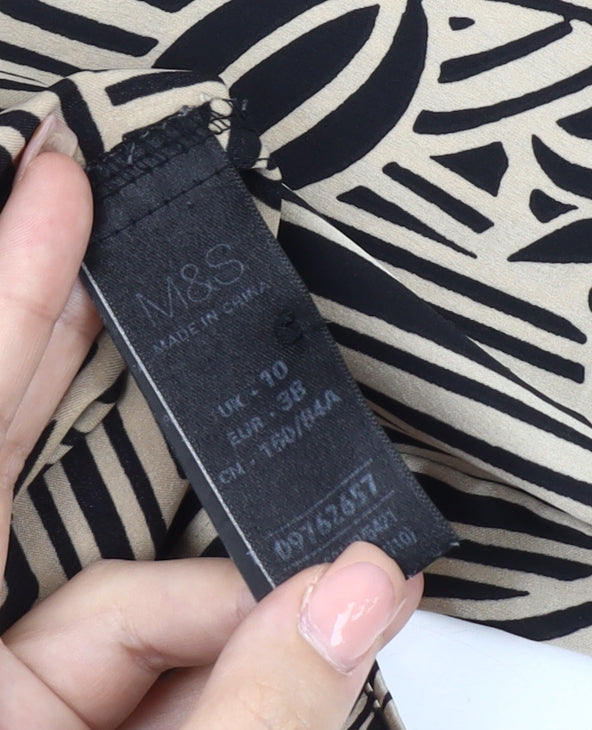 M&S
MADE IN CHINA
UK - 10
EUR - 38
CN - 160/84A
09762657